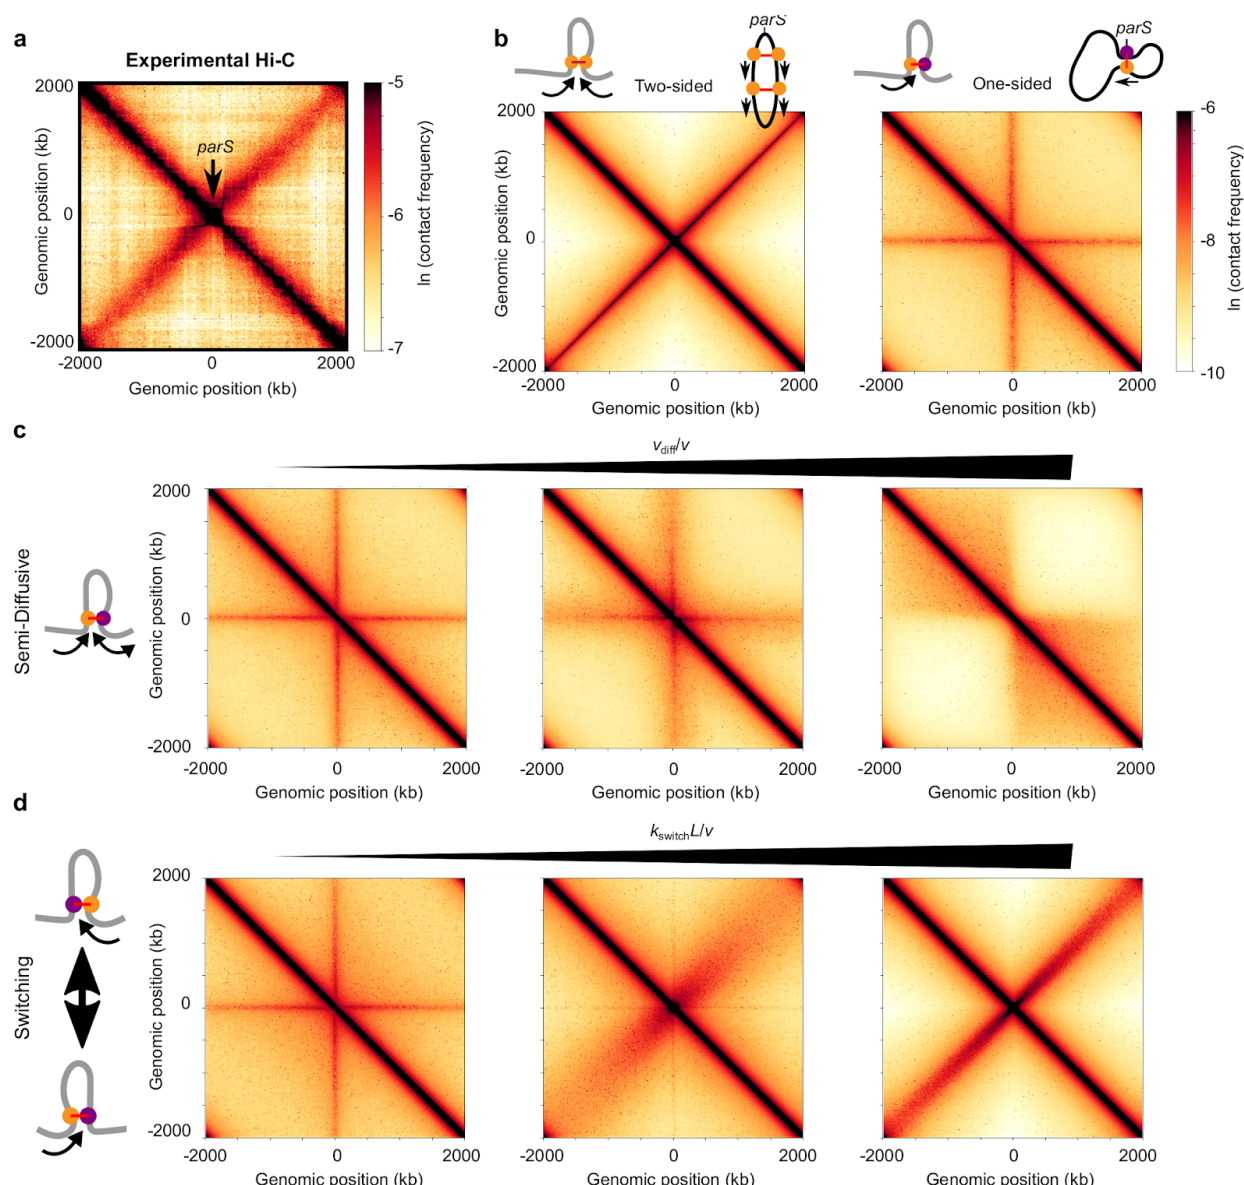 a
Experimental Hi-C
2000
0
-2000
Genomic position (kb)
parS
-2000 0 2000
Genomic position (kb)
-5
-6
-7
ln (contact frequency)
b
Two-sided
parS
2000
0
-2000
Genomic position (kb)
-2000 0 2000
Genomic position (kb)
One-sided
parS
-2000 0 2000
Genomic position (kb)
-6
-8
-10
ln (contact frequency)
c
v_diff/v
Semi-Diffusive
2000
0
-2000
Genomic position (kb)
-2000 0 2000
Genomic position (kb)
-2000 0 2000
Genomic position (kb)
-2000 0 2000
Genomic position (kb)
d
k_switchL/v
Switching
2000
0
-2000
Genomic position (kb)
-2000 0 2000
Genomic position (kb)
-2000 0 2000
Genomic position (kb)
-2000 0 2000
Genomic position (kb)